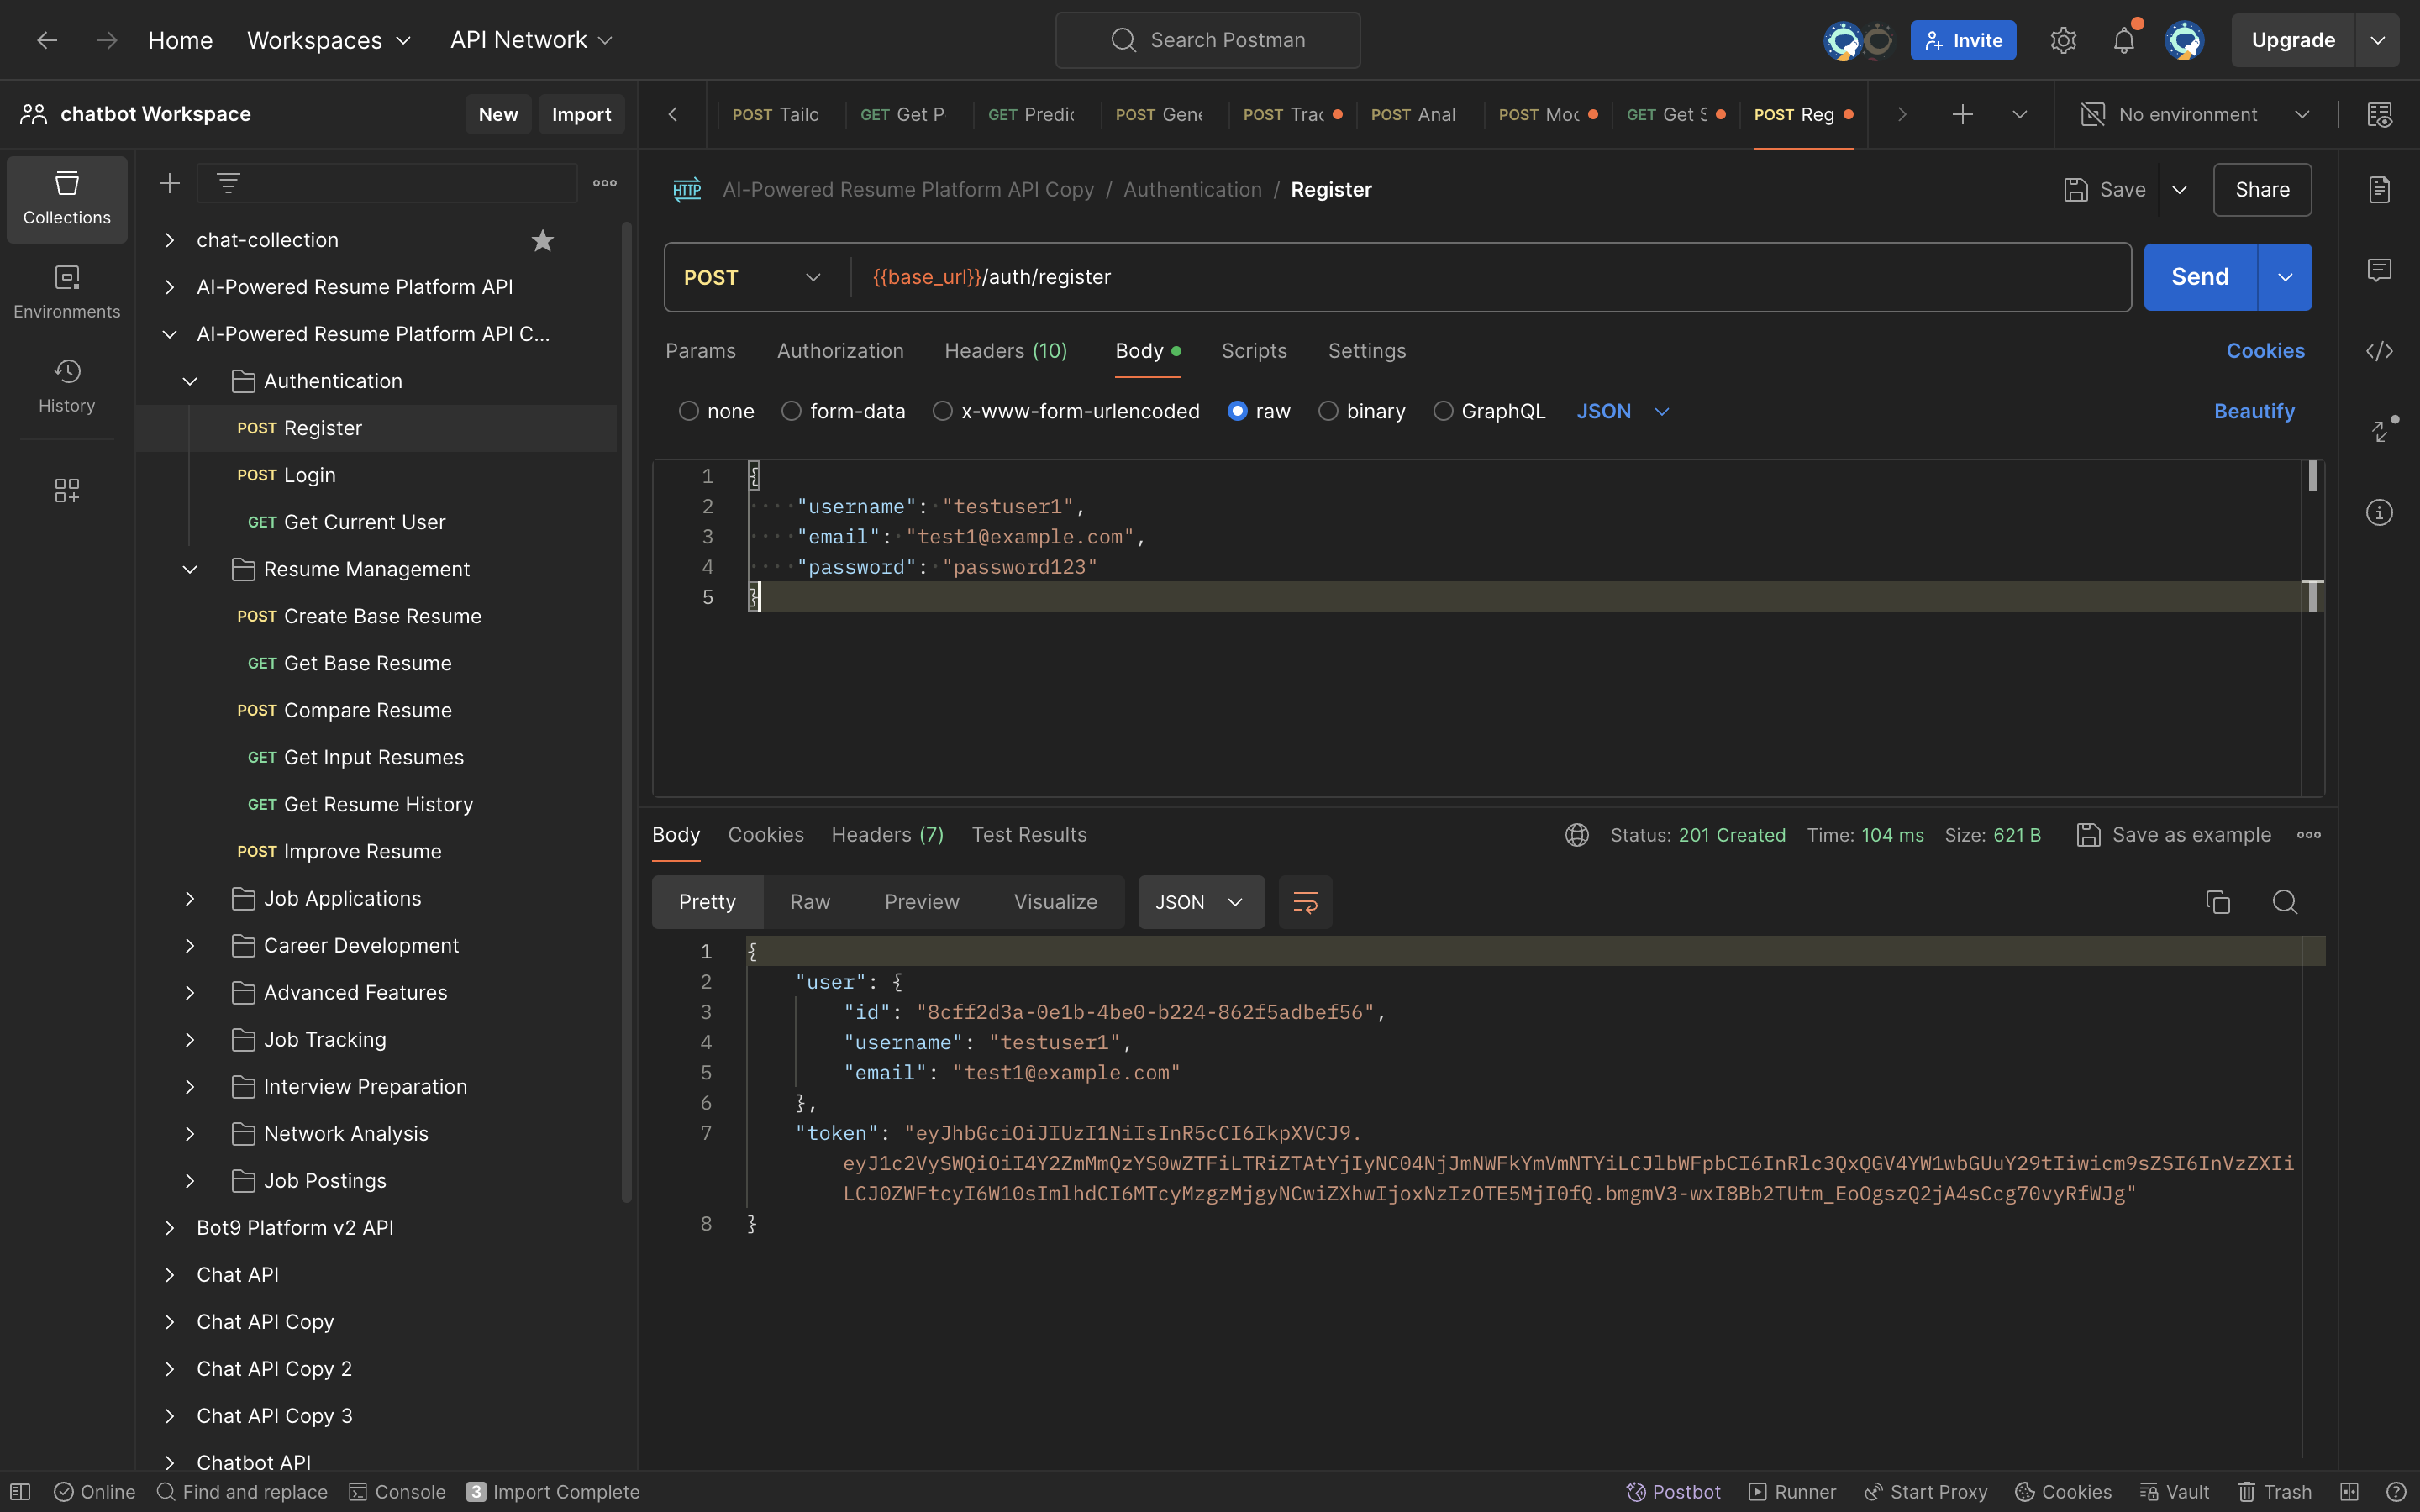 Home Workspaces API Network Search Postman Invite Upgrade
chatbot Workspace New Import
POST Tailo GET Get P GET Predic POST Gene POST Trac POST Anal POST Moc GET Get S POST Reg No environment
Collections
Environments
History
chat-collection
AI-Powered Resume Platform API
AI-Powered Resume Platform API C...
Authentication
POST Register
POST Login
GET Get Current User
Resume Management
POST Create Base Resume
GET Get Base Resume
POST Compare Resume
GET Get Input Resumes
GET Get Resume History
POST Improve Resume
Job Applications
Career Development
Advanced Features
Job Tracking
Interview Preparation
Network Analysis
Job Postings
Bot9 Platform v2 API
Chat API
Chat API Copy
Chat API Copy 2
Chat API Copy 3
Chatbot API
HTTP AI-Powered Resume Platform API Copy / Authentication / Register Save Share
POST {{base_url}}/auth/register Send
Params Authorization Headers (10) Body Scripts Settings Cookies
none form-data x-www-form-urlencoded raw binary GraphQL JSON Beautify
1 {
2 "username": "testuser1",
3 "email": "test1@example.com",
4 "password": "password123"
5 }
Body Cookies Headers (7) Test Results Status: 201 Created Time: 104 ms Size: 621 B Save as example
Pretty Raw Preview Visualize JSON
1 {
2 "user": {
3 "id": "8cff2d3a-0e1b-4be0-b224-862f5adbef56",
4 "username": "testuser1",
5 "email": "test1@example.com"
6 },
7 "token": "eyJhbGciOiJIUzI1NiIsInR5cCI6IkpXVCJ9.
eyJ1c2VySWQiOiI4Y2ZmMmQzYS0wZTFiLTRiZTAtYjIyNC04NjJmNWFkYmVmNTYiLCJlbWFpbCI6InRlc3QxQGV4YW1wbGUuY29tIiwicm9sZSI6InVzZXIi
LCJ0ZWFtcyI6W10sImlhdCI6MTcyMzgzMjgyNCwiZXhwIjoxNzIzOTE5MjI0fQ.bmgmV3-wxI8Bb2TUtm_EoOgszQ2jA4sCcg70vyRfWJg"
8 }
Online Find and replace Console 3 Import Complete Postbot Runner Start Proxy Cookies Vault Trash